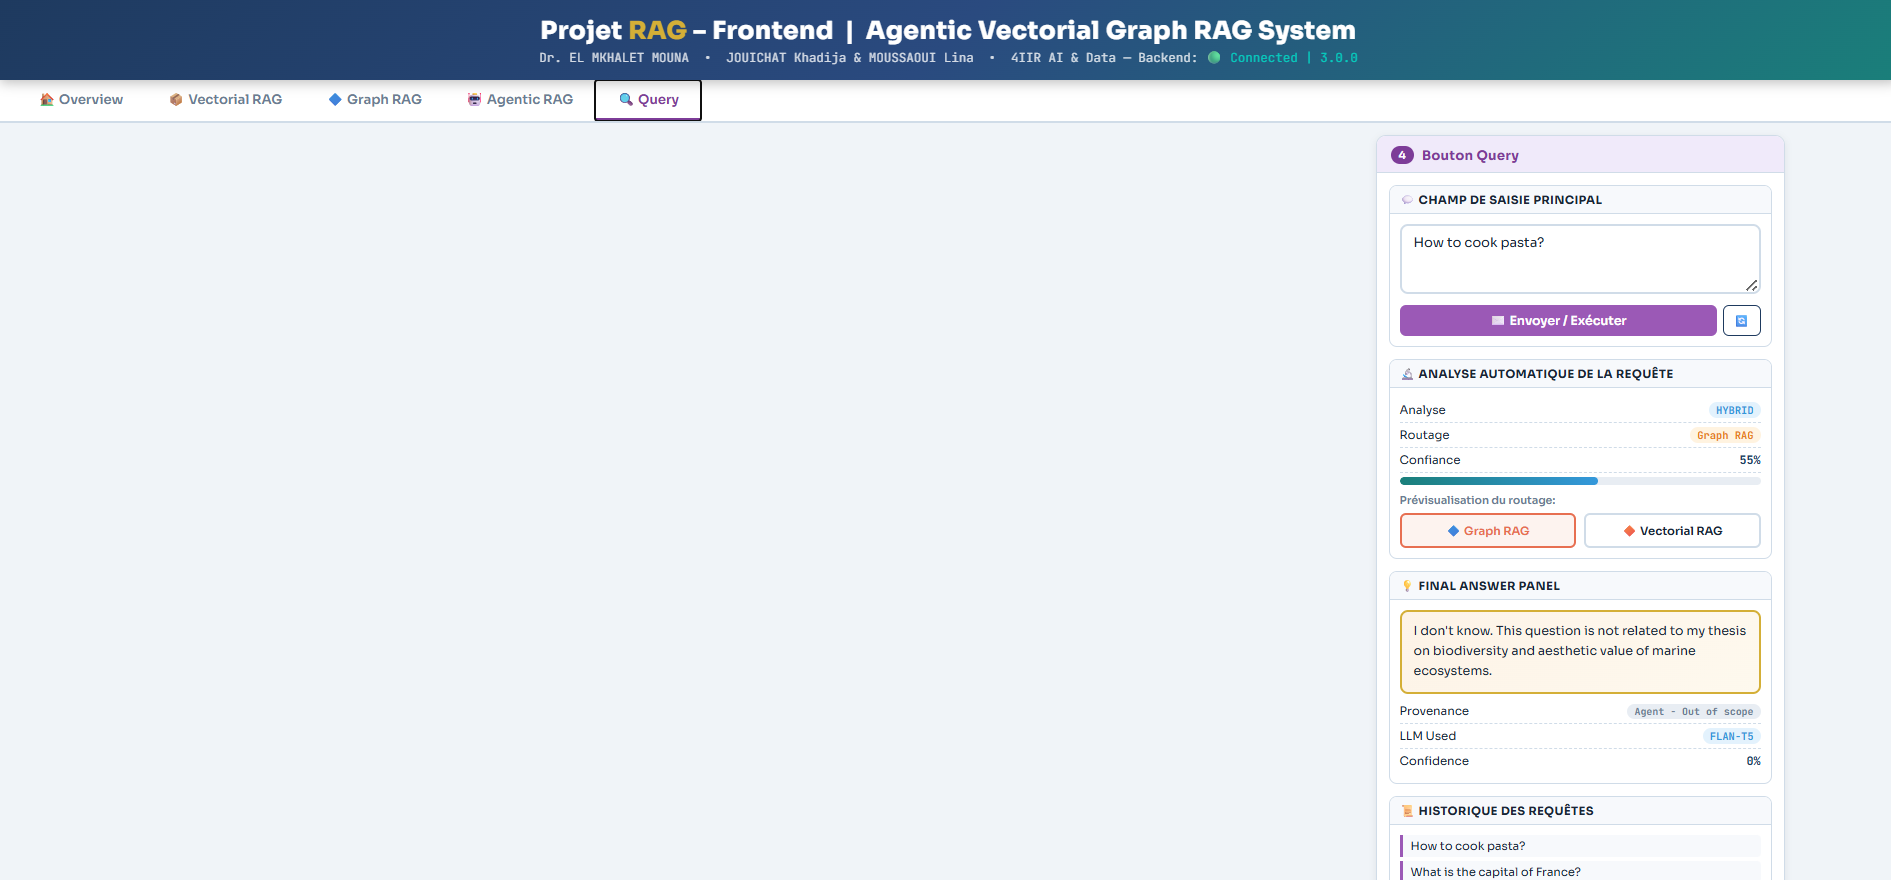 Projet RAG – Frontend | Agentic Vectorial Graph RAG System
Dr. EL MKHALET MOUNA • JOUICHAT Khadija & MOUSSAOUI Lina • 4IIR AI & Data — Backend: Connected | 3.0.0
Overview Vectorial RAG Graph RAG Agentic RAG Query
4 Bouton Query
CHAMP DE SAISIE PRINCIPAL
How to cook pasta?
Envoyer / Exécuter
ANALYSE AUTOMATIQUE DE LA REQUÊTE
Analyse HYBRID
Routage Graph RAG
Confiance 55%
Prévisualisation du routage:
Graph RAG Vectorial RAG
FINAL ANSWER PANEL
I don't know. This question is not related to my thesis
on biodiversity and aesthetic value of marine
ecosystems.
Provenance Agent - Out of scope
LLM Used FLAN-T5
Confidence 0%
HISTORIQUE DES REQUÊTES
How to cook pasta?
What is the capital of France?